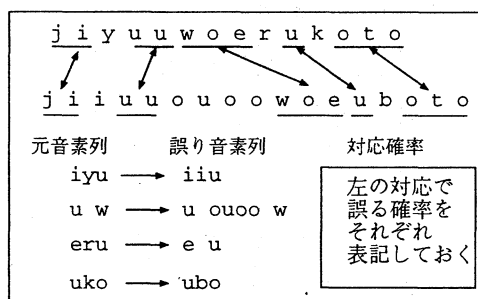 jiyuuwoerukoto
jiiuuouoowoeuboto
元音素列 誤り音素列 対応確率
iyu → iiu
u w → u ouoo w
eru → e u
uko → ubo
左の対応で
誤る確率を
それぞれ
表記しておく